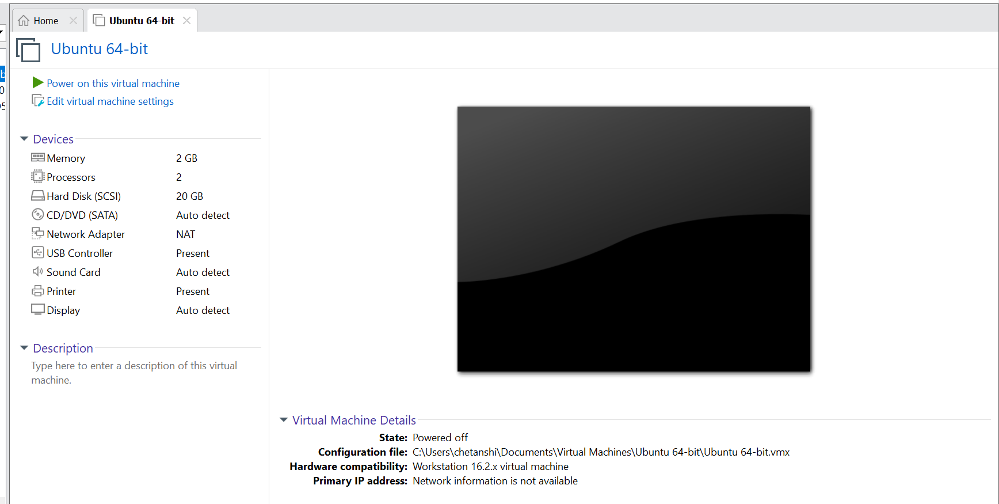 Home
Ubuntu 64-bit
Ubuntu 64-bit
Power on this virtual machine
Edit virtual machine settings
Devices
Memory 2 GB
Processors 2
Hard Disk (SCSI) 20 GB
CD/DVD (SATA) Auto detect
Network Adapter NAT
USB Controller Present
Sound Card Auto detect
Printer Present
Display Auto detect
Description
Type here to enter a description of this virtual
machine.
Virtual Machine Details
State: Powered off
Configuration file: C:\Users\chetanshi\Documents\Virtual Machines\Ubuntu 64-bit\Ubuntu 64-bit.vmx
Hardware compatibility: Workstation 16.2.x virtual machine
Primary IP address: Network information is not available